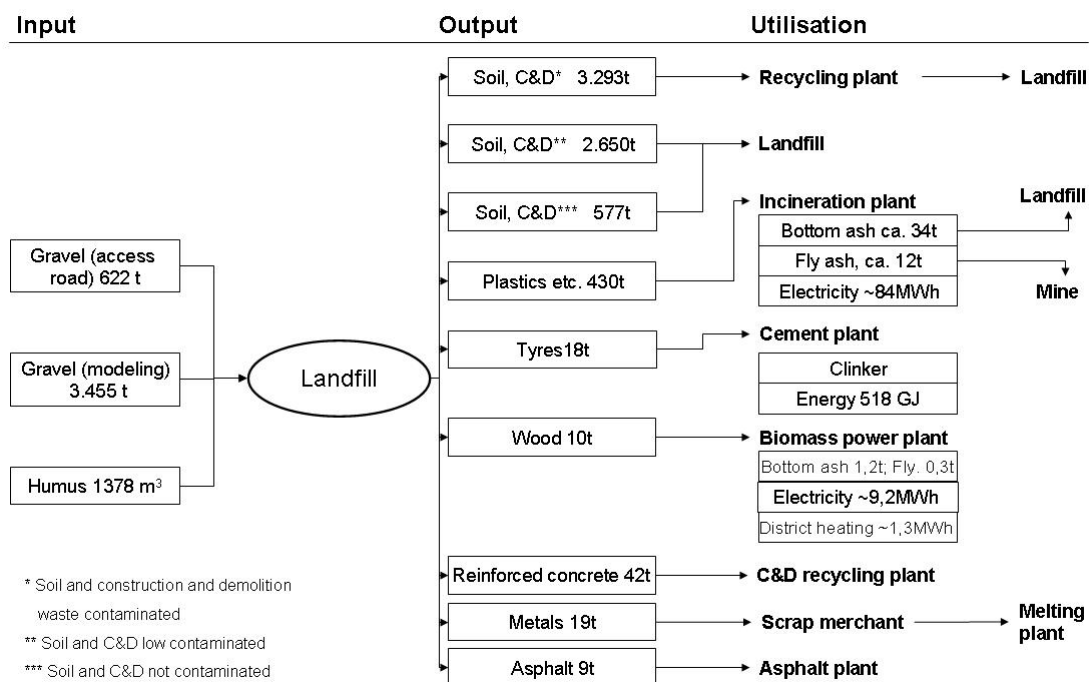 Input
Output
Utilisation
Soil, C&D* 3.293t
Recycling plant
Landfill
Soil, C&D** 2.650t
Landfill
Soil, C&D*** 577t
Incineration plant
Landfill
Bottom ash ca. 34t
Gravel (access
road) 622 t
Fly ash, ca. 12t
Plastics etc. 430t
Electricity ~84MWh
Mine
Tyres18t
Cement plant
Gravel (modeling)
3.455 t
Landfill
Clinker
Energy 518 GJ
Wood 10t
Biomass power plant
Bottom ash 1,2t; Fly. 0,3t
Humus 1378 m³
Electricity ~9,2MWh
District heating ~1,3MWh
Reinforced concrete 42t
C&D recycling plant
Metals 19t
Scrap merchant
Melting
plant
Asphalt 9t
Asphalt plant
* Soil and construction and demolition
waste contaminated
** Soil and C&D low contaminated
*** Soil and C&D not contaminated